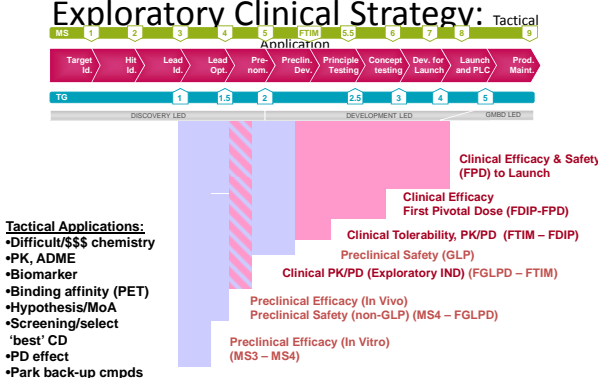 Exploratory Clinical Strategy: Tactical
Application
MS 1 2 3 4 5 FTIM 5.5 6 7 8 9
Target Id. Hit Id. Lead Id. Lead Opt. Pre- nom. Preclin. Dev. Principle Testing Concept testing Dev. for Launch Launch and PLC Prod. Maint.
TG 1 1.5 2 2.5 3 4 5
DISCOVERY LED DEVELOPMENT LED GMBD LED
Clinical Efficacy & Safety
(FPD) to Launch
Clinical Efficacy
First Pivotal Dose (FDIP-FPD)
Clinical Tolerability, PK/PD (FTIM – FDIP)
Preclinical Safety (GLP)
Clinical PK/PD (Exploratory IND) (FGLPD – FTIM)
Preclinical Efficacy (In Vivo)
Preclinical Safety (non-GLP) (MS4 – FGLPD)
Preclinical Efficacy (In Vitro)
(MS3 – MS4)
Tactical Applications:
•Difficult/$$$ chemistry
•PK, ADME
•Biomarker
•Binding affinity (PET)
•Hypothesis/MoA
•Screening/select
‘best’ CD
•PD effect
•Park back-up cmpds